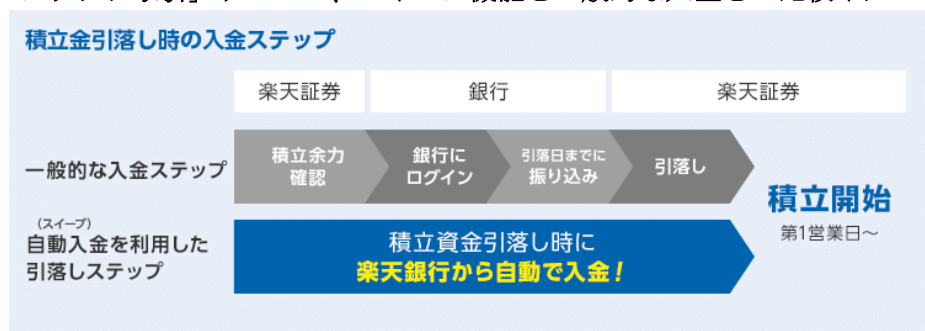 積立金引落し時の入金ステップ
楽天証券
銀行
楽天証券
一般的な入金ステップ
積立余力
確認
銀行に
ログイン
引落日までに
振り込み
引落し
(スイープ)
自動入金を利用した
引落しステップ
積立資金引落し時に
楽天銀行から自動で入金!
積立開始
第1営業日~